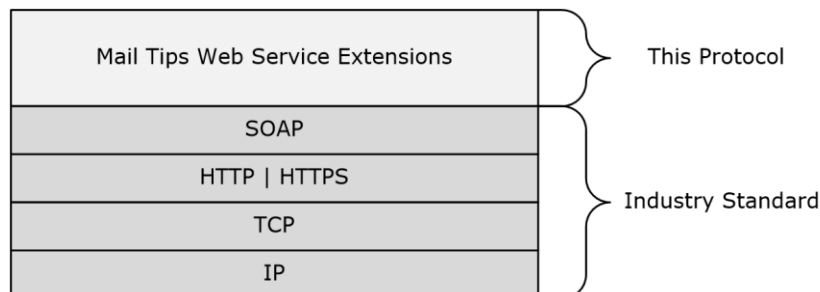 Mail Tips Web Service Extensions
This Protocol
SOAP
HTTP | HTTPS
TCP
IP
Industry Standard